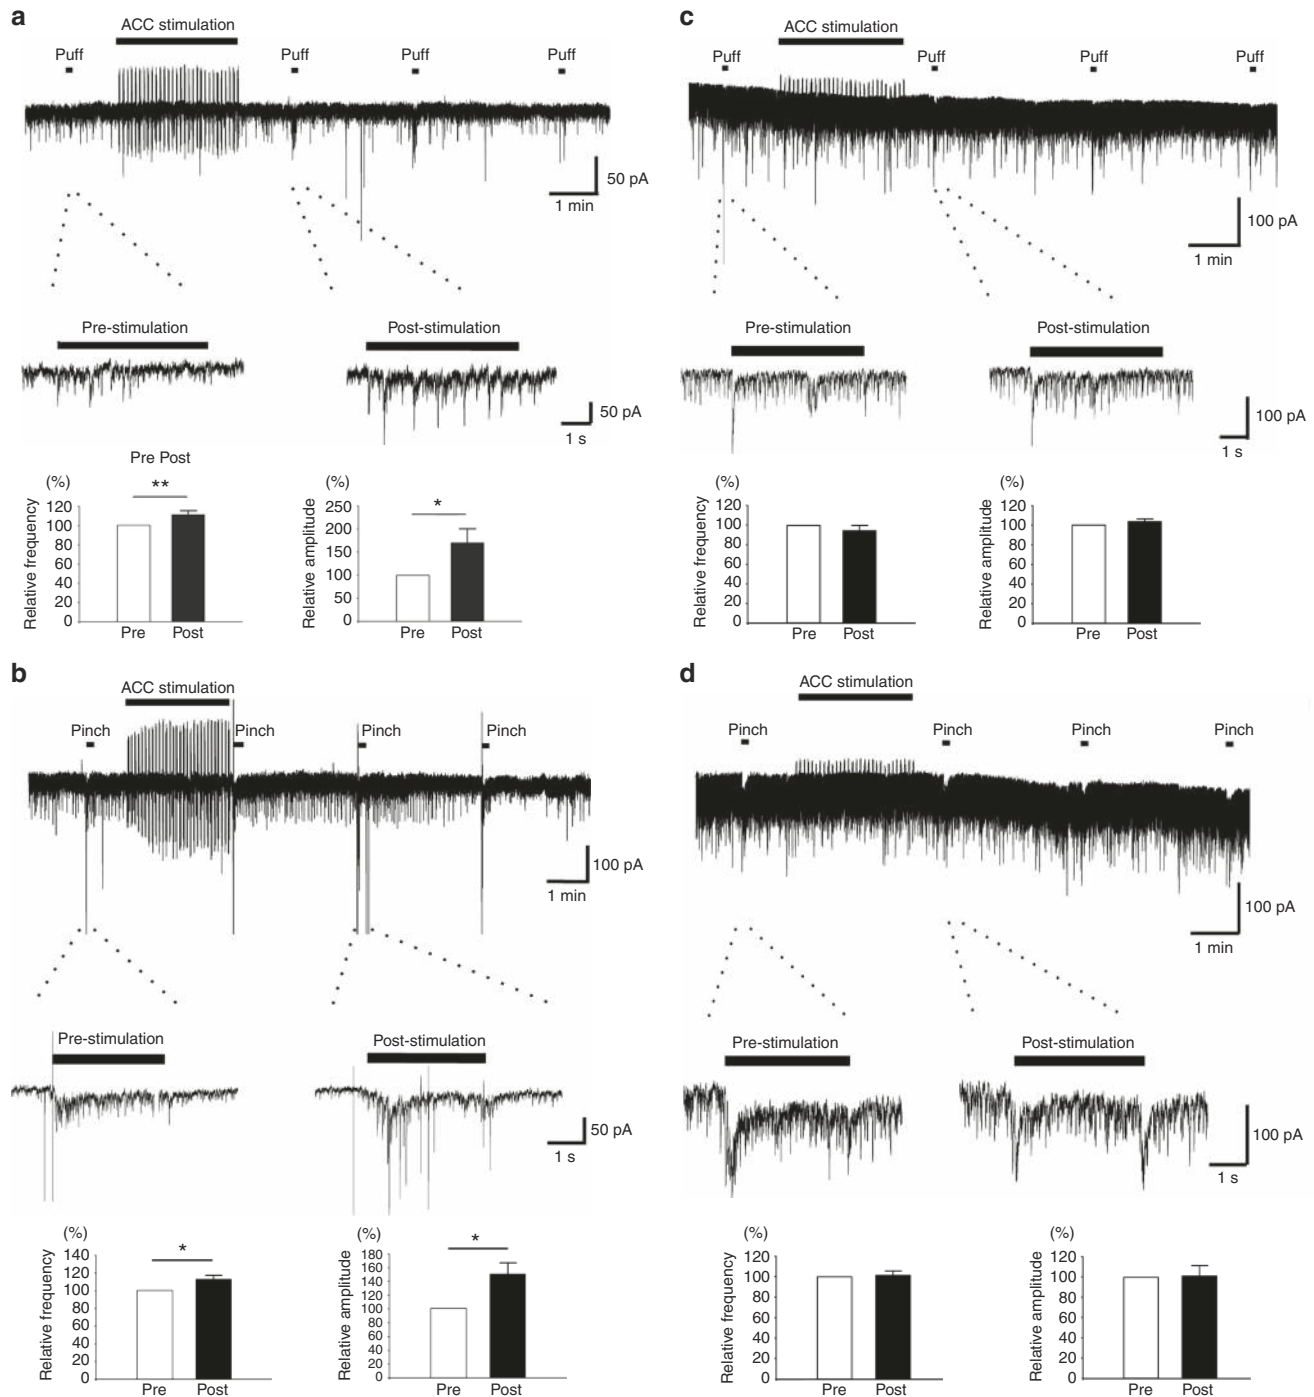 a
ACC stimulation
Puff
Puff
Puff
Puff
50 pA
1 min
Pre-stimulation
Post-stimulation
50 pA
1 s
Pre Post
(%)
**
Relative frequency
120
100
80
60
40
20
0
Pre
Post
(%)
*
Relative amplitude
250
200
150
100
50
0
Pre
Post
c
ACC stimulation
Puff
Puff
Puff
Puff
100 pA
1 min
Pre-stimulation
Post-stimulation
100 pA
1 s
(%)
Relative frequency
120
100
80
60
40
20
0
Pre
Post
(%)
Relative amplitude
120
100
80
60
40
20
0
Pre
Post
b
ACC stimulation
Pinch
Pinch
Pinch
Pinch
100 pA
1 min
Pre-stimulation
Post-stimulation
50 pA
1 s
(%)
*
Relative frequency
140
120
100
80
60
40
20
0
Pre
Post
(%)
*
Relative amplitude
180
160
140
120
100
80
60
40
20
0
Pre
Post
d
ACC stimulation
Pinch
Pinch
Pinch
Pinch
100 pA
1 min
Pre-stimulation
Post-stimulation
100 pA
1 s
(%)
Relative frequency
120
100
80
60
40
20
0
Pre
Post
(%)
Relative amplitude
120
100
80
60
40
20
0
Pre
Post